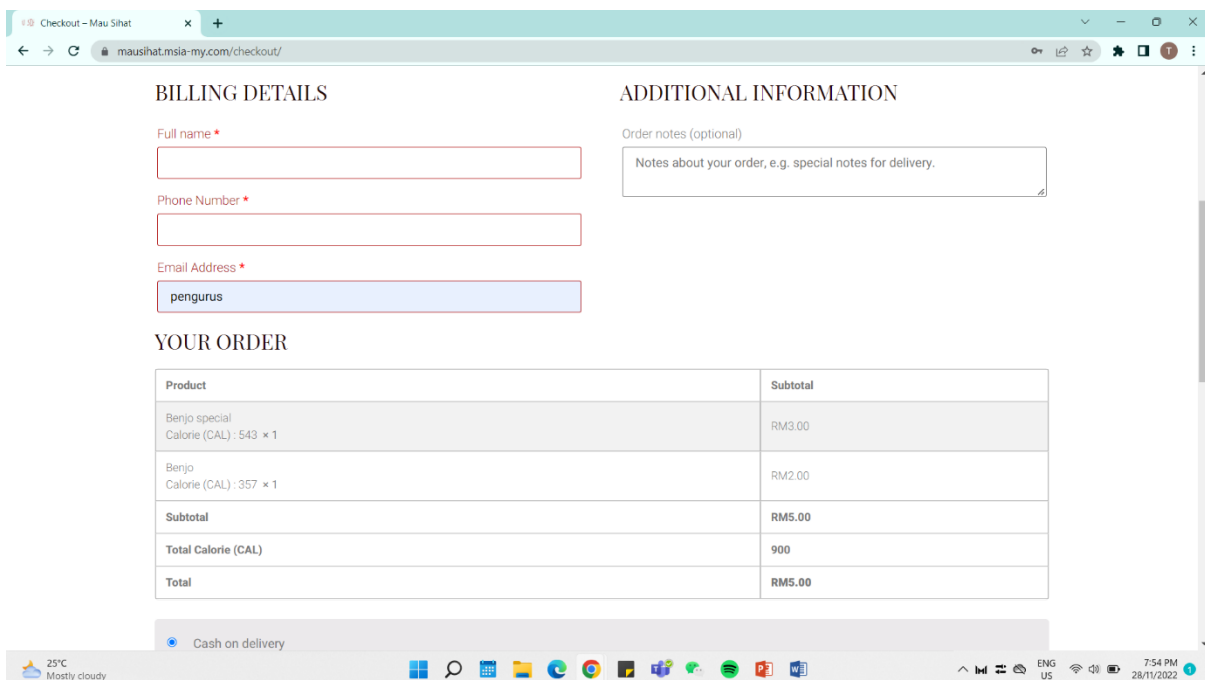 Checkout – Mau Sihat
mausihat.msia-my.com/checkout/
T
BILLING DETAILS
Full name *
Phone Number *
Email Address *
pengurus
ADDITIONAL INFORMATION
Order notes (optional)
Notes about your order, e.g. special notes for delivery.
YOUR ORDER
Product Subtotal
Benjo special
Calorie (CAL) : 543 × 1 RM3.00
Benjo
Calorie (CAL) : 357 × 1 RM2.00
Subtotal RM5.00
Total Calorie (CAL) 900
Total RM5.00
Cash on delivery
25°C
Mostly cloudy
ENG
US
7:54 PM
28/11/2022
1